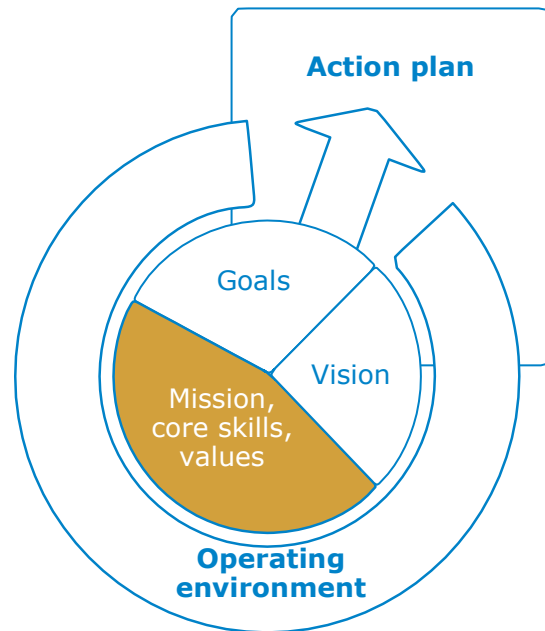 Action plan
Goals
Vision
Mission,
core skills,
values
Operating
environment